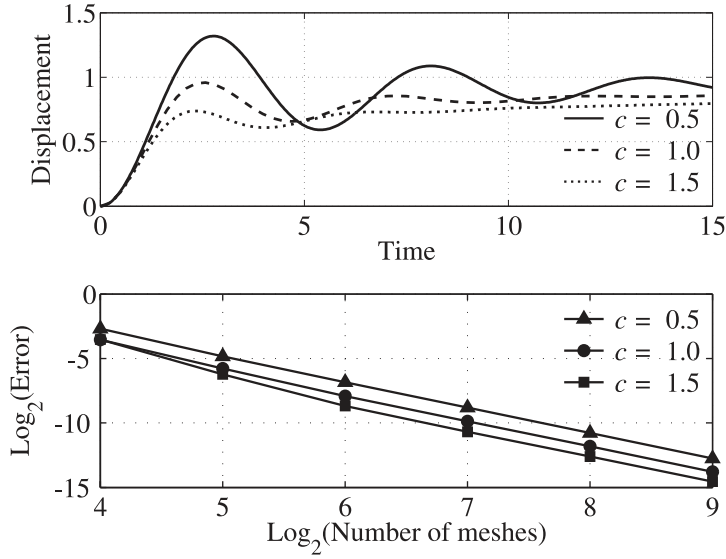 1.5
1
0.5
0
Displacement
c = 0.5
c = 1.0
c = 1.5
0 5 10 15
Time
0
-5
-10
-15
Log2(Error)
c = 0.5
c = 1.0
c = 1.5
4 5 6 7 8 9
Log2(Number of meshes)